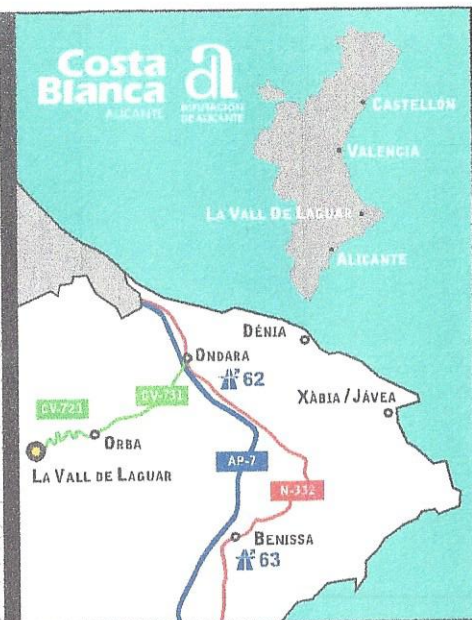 Costa
Blanca
ALICANTE
a
DIPUTACIÓN
DE ALICANTE
CASTELLÓN
VALENCIA
LA VALL DE LAGUAR
ALICANTE
DÉNIA
ONDARA
62
XÀBIA / JÁVEA
CV-731
CV-721
ORBA
LA VALL DE LAGUAR
AP-7
N-332
BENISSA
63